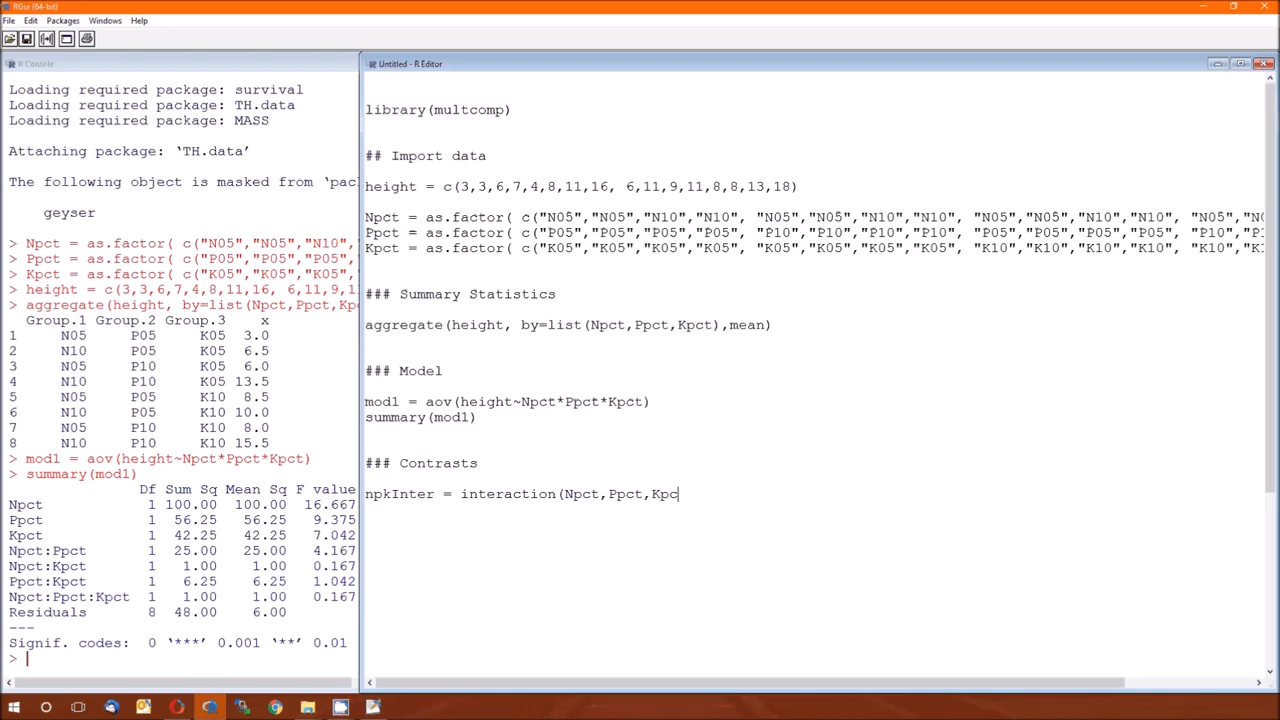 RGui (64-bit)
File Edit Packages Windows Help
R Console
Loading required package: survival
Loading required package: TH.data
Loading required package: MASS
Attaching package: ‘TH.data’
The following object is masked from ‘pac
geyser
> Npct = as.factor( c("N05","N05","N10",
> Ppct = as.factor( c("P05","P05","P05",
> Kpct = as.factor( c("K05","K05","K05",
> height = c(3,3,6,7,4,8,11,16, 6,11,9,1
> aggregate(height, by=list(Npct,Ppct,Kp
Group.1 Group.2 Group.3 x
1 N05 P05 K05 3.0
2 N10 P05 K05 6.5
3 N05 P10 K05 6.0
4 N10 P10 K05 13.5
5 N05 P05 K10 8.5
6 N10 P05 K10 10.0
7 N05 P10 K10 8.0
8 N10 P10 K10 15.5
> mod1 = aov(height~Npct*Ppct*Kpct)
> summary(mod1)
Df Sum Sq Mean Sq F value
Npct 1 100.00 100.00 16.667
Ppct 1 56.25 56.25 9.375
Kpct 1 42.25 42.25 7.042
Npct:Ppct 1 25.00 25.00 4.167
Npct:Kpct 1 1.00 1.00 0.167
Ppct:Kpct 1 6.25 6.25 1.042
Npct:Ppct:Kpct 1 1.00 1.00 0.167
Residuals 8 48.00 6.00
---
Signif. codes: 0 ‘***’ 0.001 ‘**’ 0.01
>
Untitled - R Editor
library(multcomp)
## Import data
height = c(3,3,6,7,4,8,11,16, 6,11,9,11,8,8,13,18)
Npct = as.factor( c("N05","N05","N10","N10", "N05","N05","N10","N10", "N05","N05","N10","N10", "N05","N0
Ppct = as.factor( c("P05","P05","P05","P05", "P10","P10","P10","P10", "P05","P05","P05","P05", "P10","P1
Kpct = as.factor( c("K05","K05","K05","K05", "K05","K05","K05","K05", "K10","K10","K10","K10", "K10","K1
### Summary Statistics
aggregate(height, by=list(Npct,Ppct,Kpct),mean)
### Model
mod1 = aov(height~Npct*Ppct*Kpct)
summary(mod1)
### Contrasts
npkInter = interaction(Npct,Ppct,Kpc